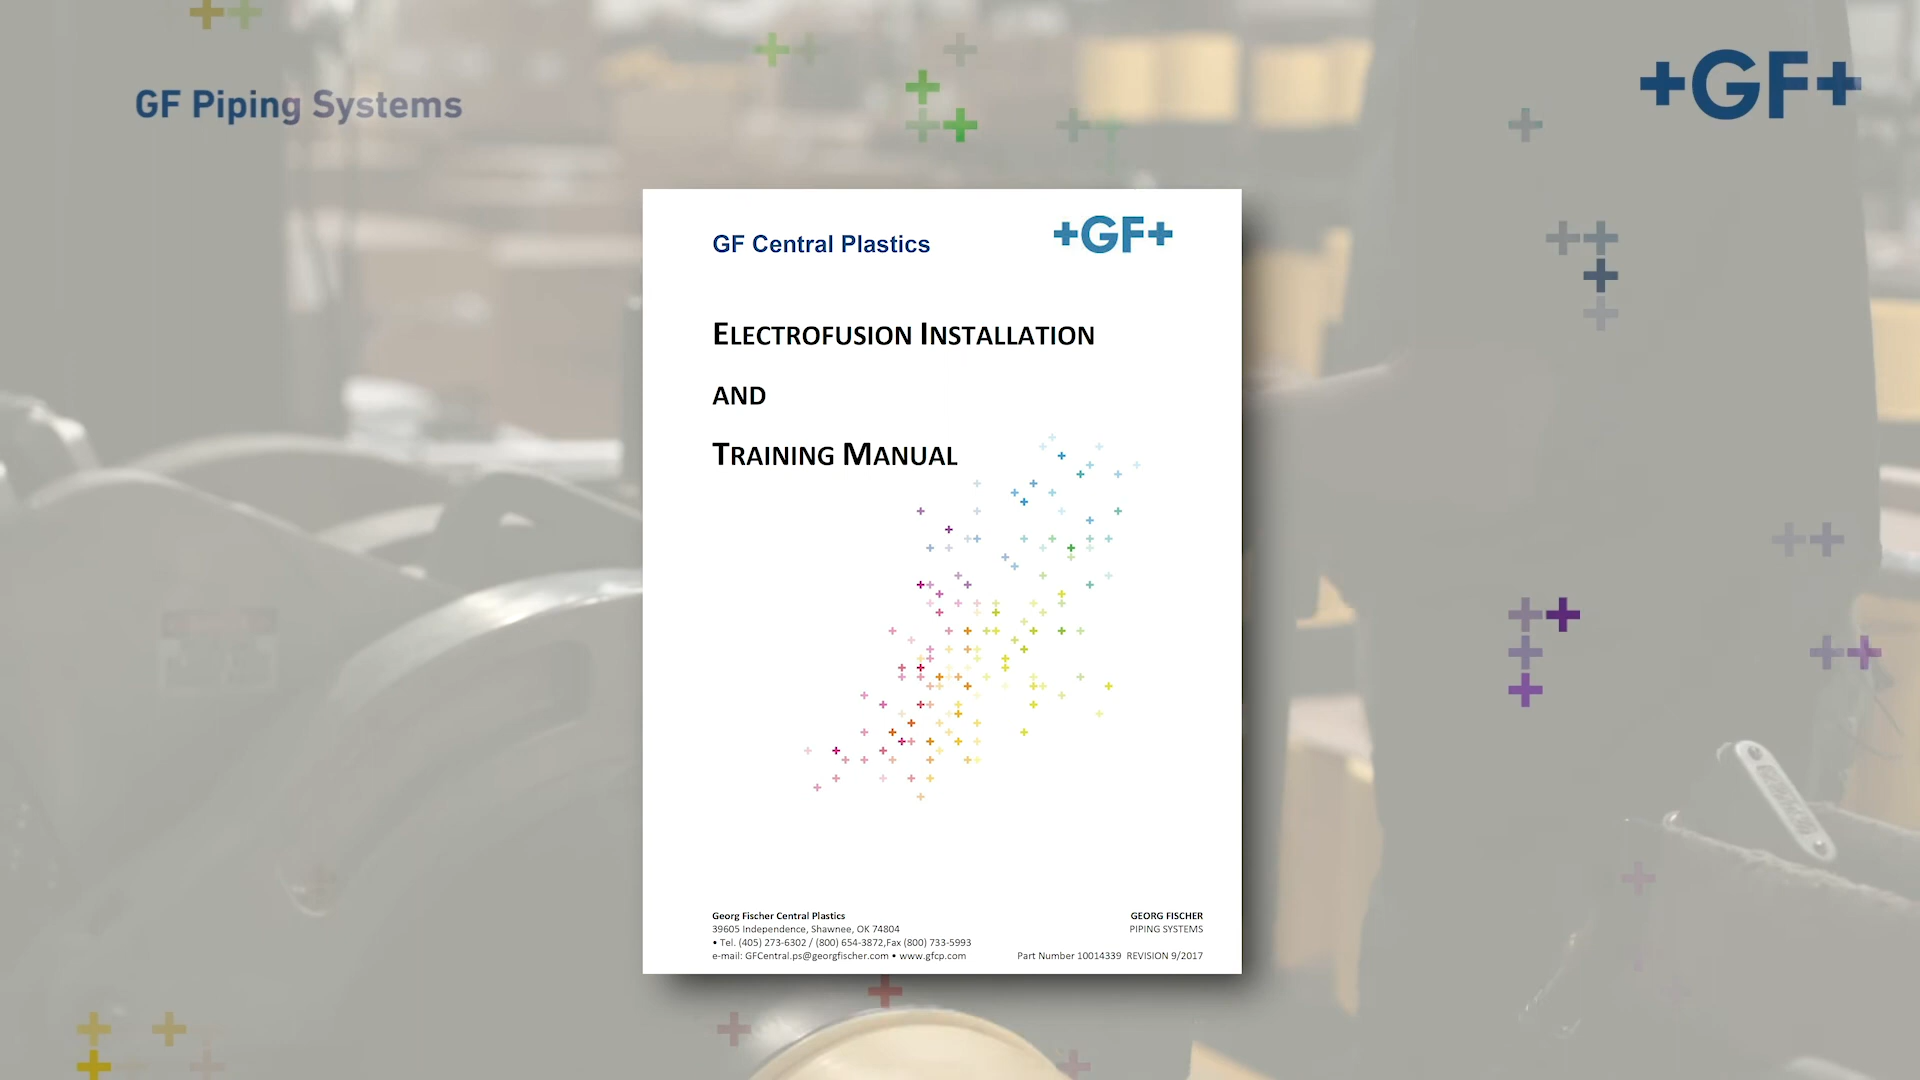 GF Piping Systems
+GF+
GF Central Plastics
+GF+
ELECTROFUSION INSTALLATION
AND
TRAINING MANUAL
Georg Fischer Central Plastics
39605 Independence, Shawnee, OK 74804
• Tel. (405) 273-6302 / (800) 654-3872,Fax (800) 733-5993
e-mail: GFCentral.ps@georgfischer.com • www.gfcp.com
GEORG FISCHER
PIPING SYSTEMS
Part Number 10014339 REVISION 9/2017